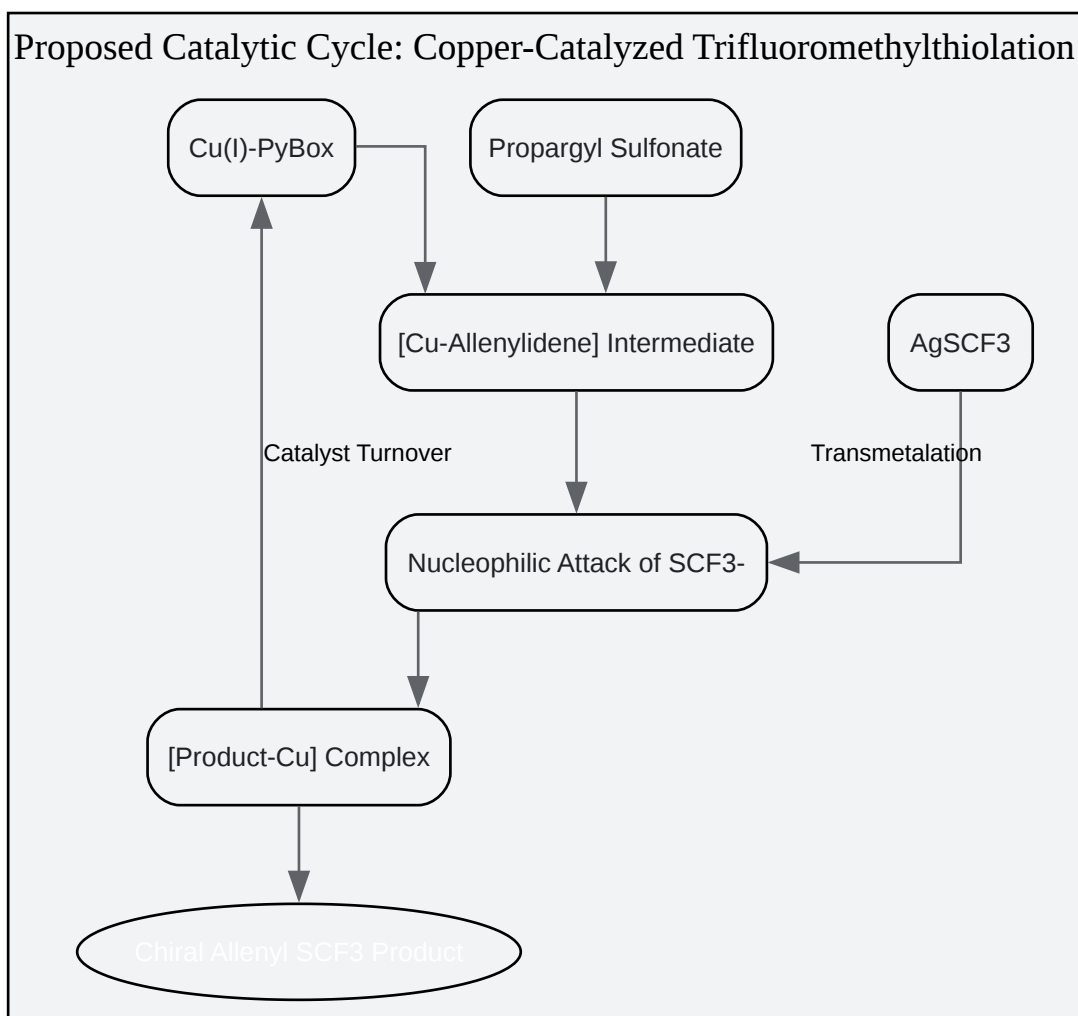 Proposed Catalytic Cycle: Copper-Catalyzed Trifluoromethylthiolation
Cu(I)-PyBox
Propargyl Sulfonate
[Cu-Allenylidene] Intermediate
AgSCF3
Catalyst Turnover
Transmetalation
Nucleophilic Attack of SCF3-
[Product-Cu] Complex
Chiral Allenyl SCF3 Product